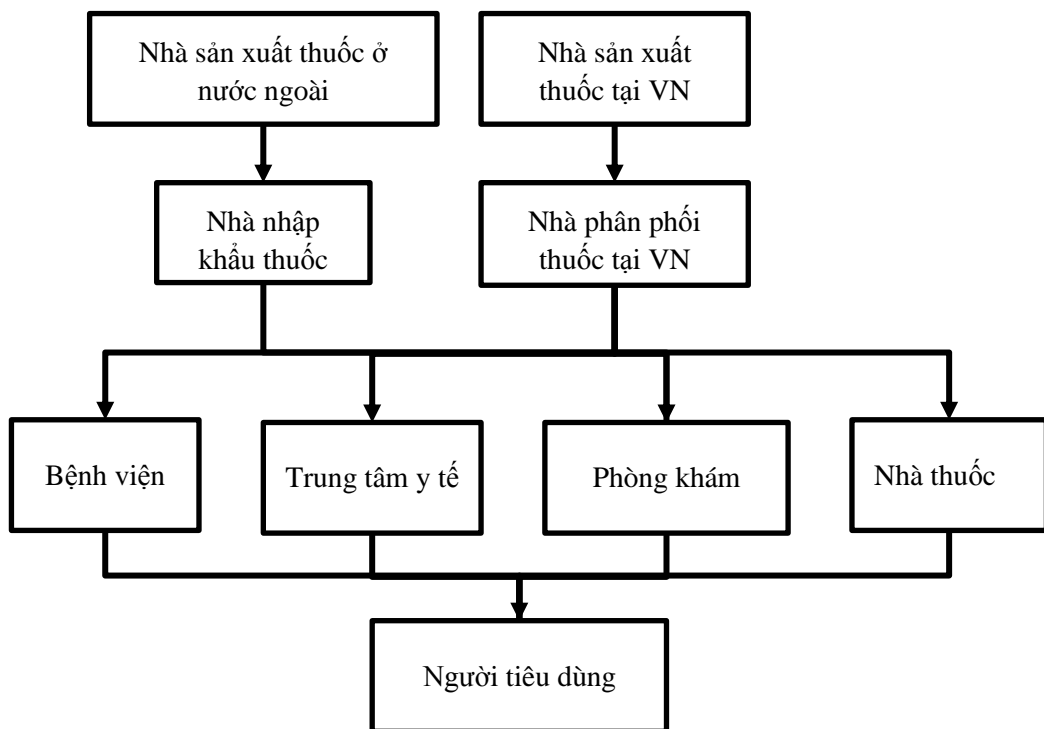 Nhà sản xuất thuốc ở
nước ngoài
Nhà sản xuất
thuốc tại VN
Nhà nhập
khẩu thuốc
Nhà phân phối
thuốc tại VN
Bệnh viện
Trung tâm y tế
Phòng khám
Nhà thuốc
Người tiêu dùng